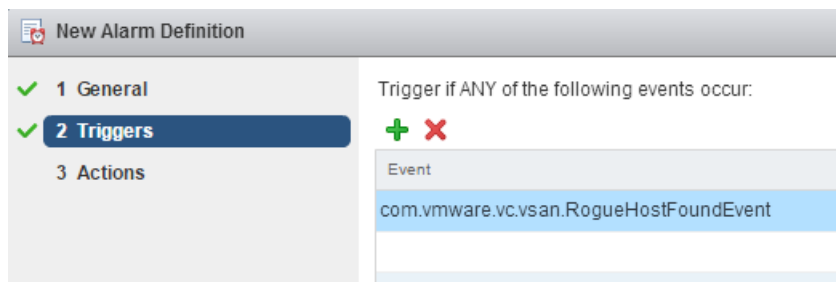 New Alarm Definition
1 General
2 Triggers
3 Actions
Trigger if ANY of the following events occur:
Event
com.vmware.vc.vsan.RogueHostFoundEvent